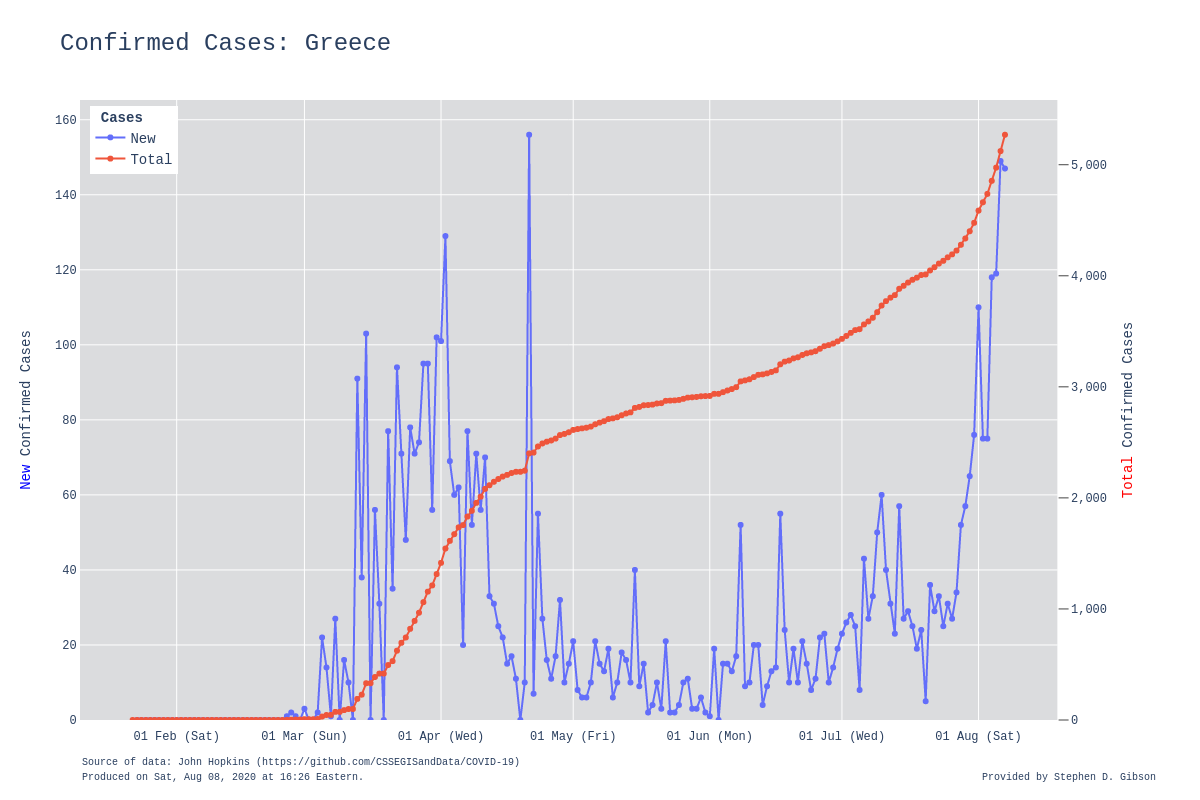 Confirmed Cases: Greece
Cases
New
Total
160
140
120
100
80
60
40
20
0
New Confirmed Cases
5,000
4,000
3,000
2,000
1,000
0
Total Confirmed Cases
01 Feb (Sat) 01 Mar (Sun) 01 Apr (Wed) 01 May (Fri) 01 Jun (Mon) 01 Jul (Wed) 01 Aug (Sat)
Source of data: John Hopkins (https://github.com/CSSEGISandData/COVID-19)
Produced on Sat, Aug 08, 2020 at 16:26 Eastern.
Provided by Stephen D. Gibson